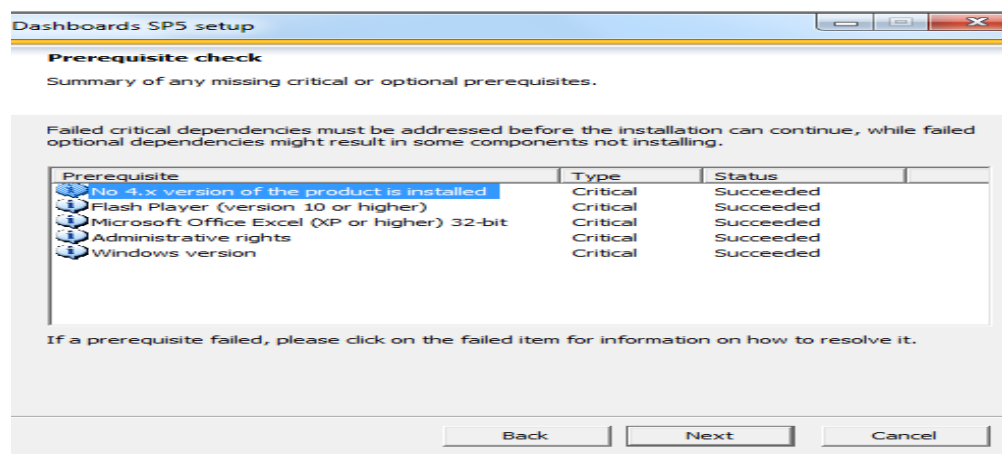 Dashboards SP5 setup
Prerequisite check
Summary of any missing critical or optional prerequisites.
Failed critical dependencies must be addressed before the installation can continue, while failed
optional dependencies might result in some components not installing.
Prerequisite Type Status
No 4.x version of the product is installed Critical Succeeded
Flash Player (version 10 or higher) Critical Succeeded
Microsoft Office Excel (XP or higher) 32-bit Critical Succeeded
Administrative rights Critical Succeeded
Windows version Critical Succeeded
If a prerequisite failed, please click on the failed item for information on how to resolve it.
Back Next Cancel